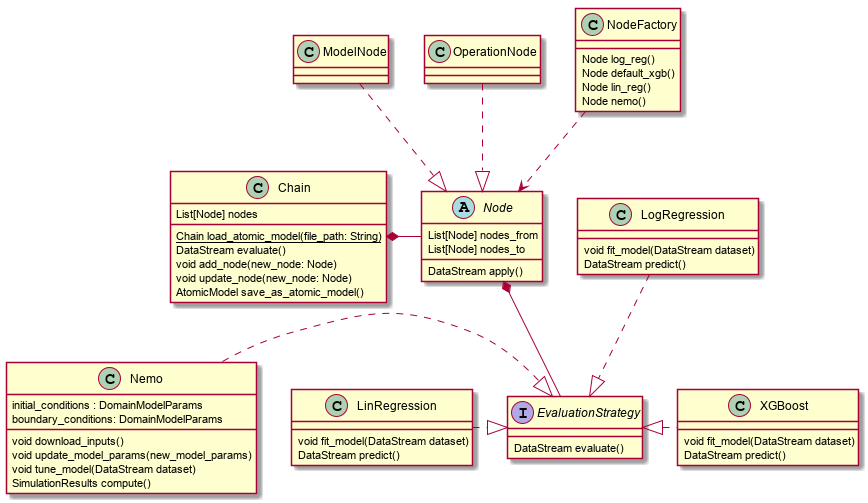 C ModelNode
C OperationNode
C NodeFactory
Node log_reg()
Node default_xgb()
Node lin_reg()
Node nemo()
C Chain
List[Node] nodes
Chain load_atomic_model(file_path: String)
DataStream evaluate()
void add_node(new_node: Node)
void update_node(new_node: Node)
AtomicModel save_as_atomic_model()
A Node
List[Node] nodes_from
List[Node] nodes_to
DataStream apply()
C LogRegression
void fit_model(DataStream dataset)
DataStream predict()
C Nemo
initial_conditions : DomainModelParams
boundary_conditions: DomainModelParams
void download_inputs()
void update_model_params(new_model_params)
void tune_model(DataStream dataset)
SimulationResults compute()
C LinRegression
void fit_model(DataStream dataset)
DataStream predict()
I EvaluationStrategy
DataStream evaluate()
C XGBoost
void fit_model(DataStream dataset)
DataStream predict()